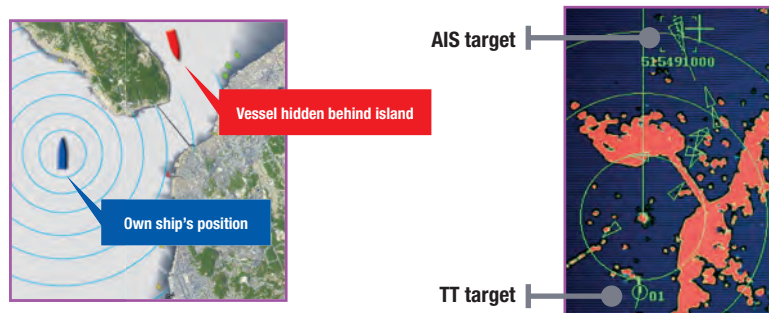 Vessel hidden behind island
Own ship's position
AIS target
515491000
TT target
01